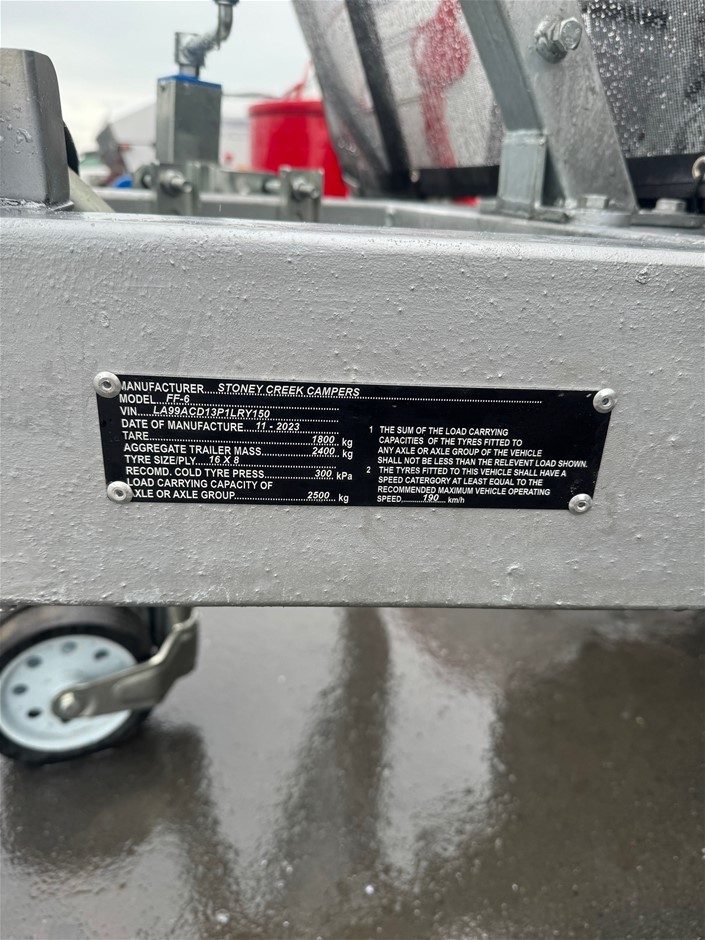 MANUFACTURER....STONEY CREEK CAMPERS
MODEL...FF-6
VIN....LA99ACD13P1LRY150
DATE OF MANUFACTURE...11 - 2023
TARE...1800 kg
AGGREGATE TRAILER MASS...2400 kg
TYRE SIZE/PLY...16 X 8
RECOMD. COLD TYRE PRESS...300 kPa
LOAD CARRYING CAPACITY OF
AXLE OR AXLE GROUP...2500 kg
1 THE SUM OF THE LOAD CARRYING
CAPACITIES OF THE TYRES FITTED TO
ANY AXLE OR AXLE GROUP OF THE VEHICLE
SHALL NOT BE LESS THAN THE RELEVENT LOAD SHOWN.
2 THE TYRES FITTED TO THIS VEHICLE SHALL HAVE A
SPEED CATERGORY AT LEAST EQUAL TO THE
RECOMMENDED MAXIMUM VEHICLE OPERATING
SPEED....190 km/h